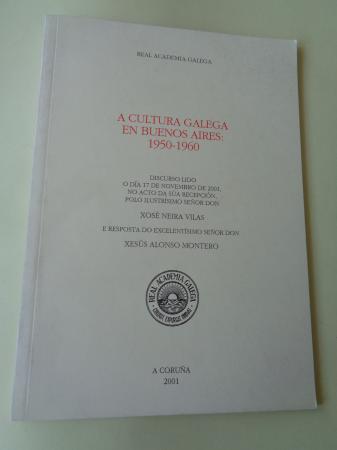 REAL ACADEMIA GALEGA
A CULTURA GALEGA
EN BUENOS AIRES:
1950-1960
DISCURSO LIDO
O DÍA 17 DE NOVEMBRO DE 2001,
NO ACTO DA SÚA RECEPCIÓN,
POLO ILUSTRÍSIMO SEÑOR DON
XOSÉ NEIRA VILAS
E RESPOSTA DO EXCELENTÍSIMO SEÑOR DON
XESÚS ALONSO MONTERO
REAL ACADEMIA GALEGA
A CORUÑA
2001